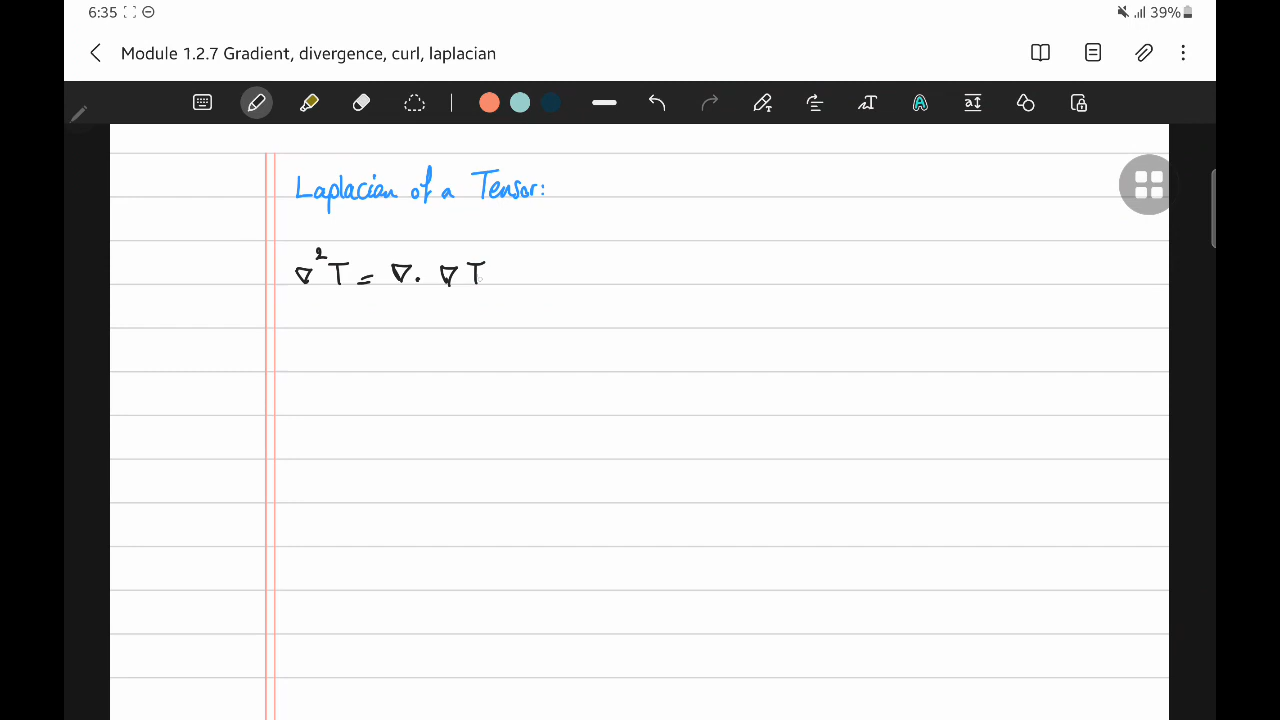 6:35
39%
Module 1.2.7 Gradient, divergence, curl, laplacian
Laplacian of a Tensor:
∇²T = ∇. ∇T